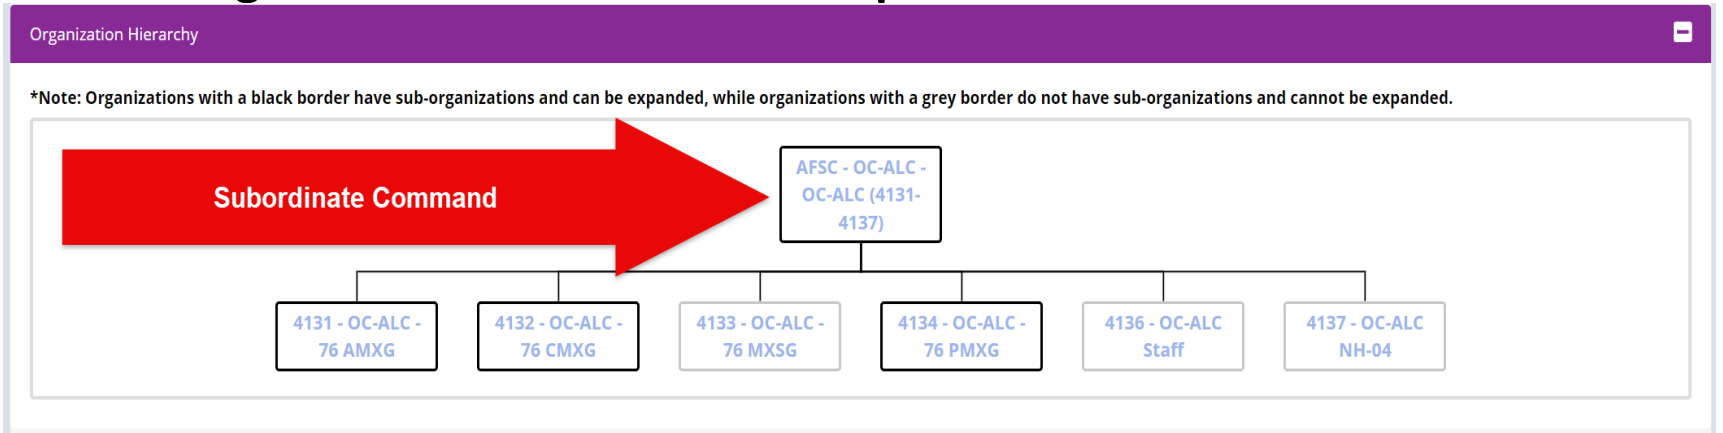 Organization Hierarchy
*Note: Organizations with a black border have sub-organizations and can be expanded, while organizations with a grey border do not have sub-organizations and cannot be expanded.
Subordinate Command
AFSC - OC-ALC -
OC-ALC (4131-
4137)
4131 - OC-ALC -
76 AMXG
4132 - OC-ALC -
76 CMXG
4133 - OC-ALC -
76 MXSG
4134 - OC-ALC -
76 PMXG
4136 - OC-ALC
Staff
4137 - OC-ALC
NH-04